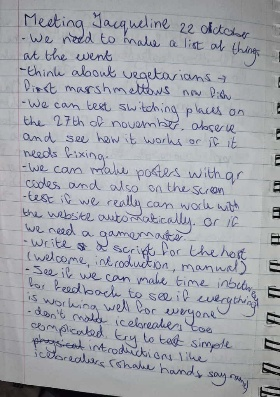 Meeting Jacqueline 22 oktober
- We need to make a list of things
at the event
- think about vegetarians →
first marshmellows now
- We can test switching places on
the 27th of november. observe
and see how it works or if it
needs fixing.
- We can make posters with qr
codes and also on the screen
- test if we really can work with
the website automatically. or if
we need a gamemaster
- write a script for the host
(welcome, introduction, manual)
- see if we can make time inbetween
for feedback to see if everything
is working well for everyone
- don't make icebreakers too
complicated. try to test simple
physical introductions like
icebreakers (shake hands say